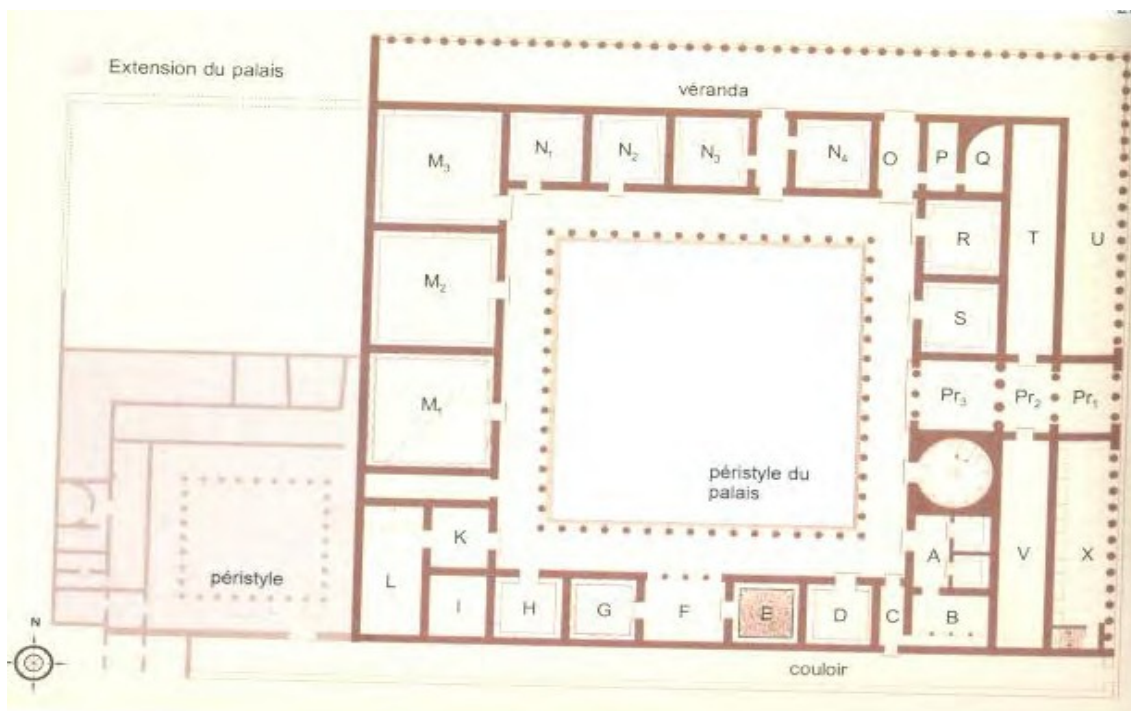 Extension du palais
véranda
M3
N1
N2
N3
N4
O
P
Q
R
T
U
M2
S
M1
Pr3
Pr2
Pr1
péristyle du
palais
K
L
I
H
G
F
E
D
C
A
B
V
X
péristyle
N
couloir